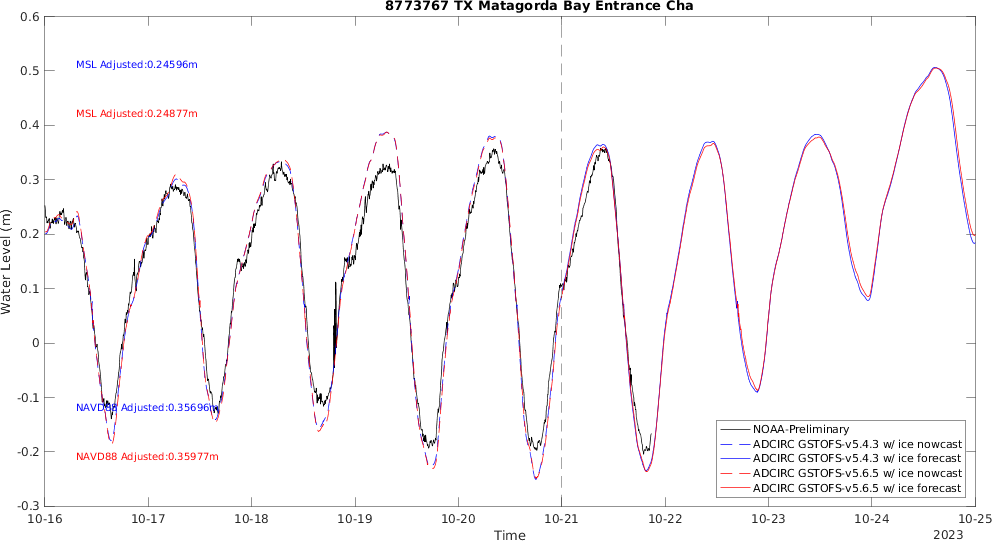 8773767 TX Matagorda Bay Entrance Cha
0.6
0.5
0.4
0.3
0.2
0.1
0
-0.1
-0.2
-0.3
Water Level (m)
MSL Adjusted:0.24596m
MSL Adjusted:0.24877m
NAVD88 Adjusted:0.35696m
NAVD88 Adjusted:0.35977m
NOAA-Preliminary
ADCIRC GSTOFS-v5.4.3 w/ ice nowcast
ADCIRC GSTOFS-v5.4.3 w/ ice forecast
ADCIRC GSTOFS-v5.6.5 w/ ice nowcast
ADCIRC GSTOFS-v5.6.5 w/ ice forecast
10-16 10-17 10-18 10-19 10-20 10-21 10-22 10-23 10-24 10-25
2023
Time